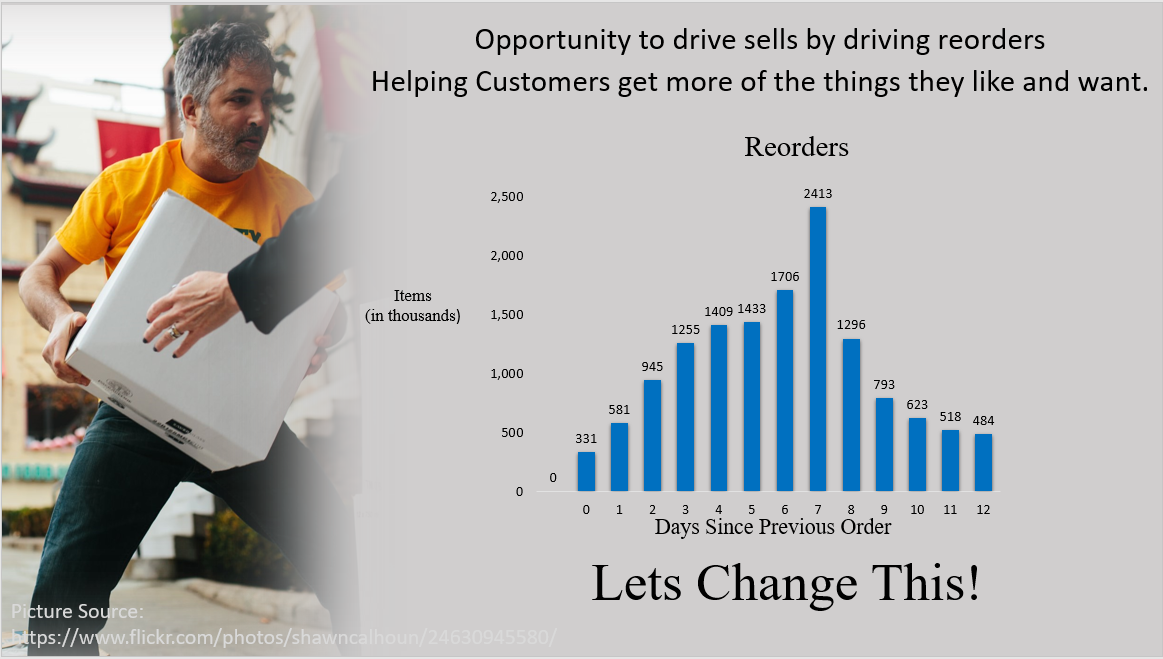 Opportunity to drive sells by driving reorders
Helping Customers get more of the things they like and want.
Reorders
Items
(in thousands)
2,500
2,000
1,500
1,000
500
0
0
331
581
945
1255
1409
1433
1706
2413
1296
793
623
518
484
0 1 2 3 4 5 6 7 8 9 10 11 12
Days Since Previous Order
Lets Change This!
Picture Source:
https://www.flickr.com/photos/shawncalhoun/24630945580/